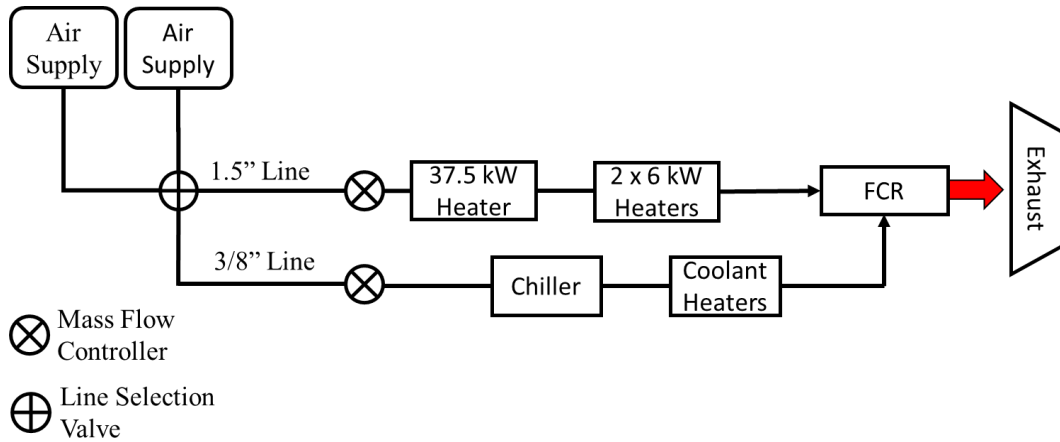 Air
Supply
Air
Supply
1.5” Line
37.5 kW
Heater
2 x 6 kW
Heaters
FCR
Exhaust
3/8” Line
Chiller
Coolant
Heaters
Mass Flow
Controller
Line Selection
Valve